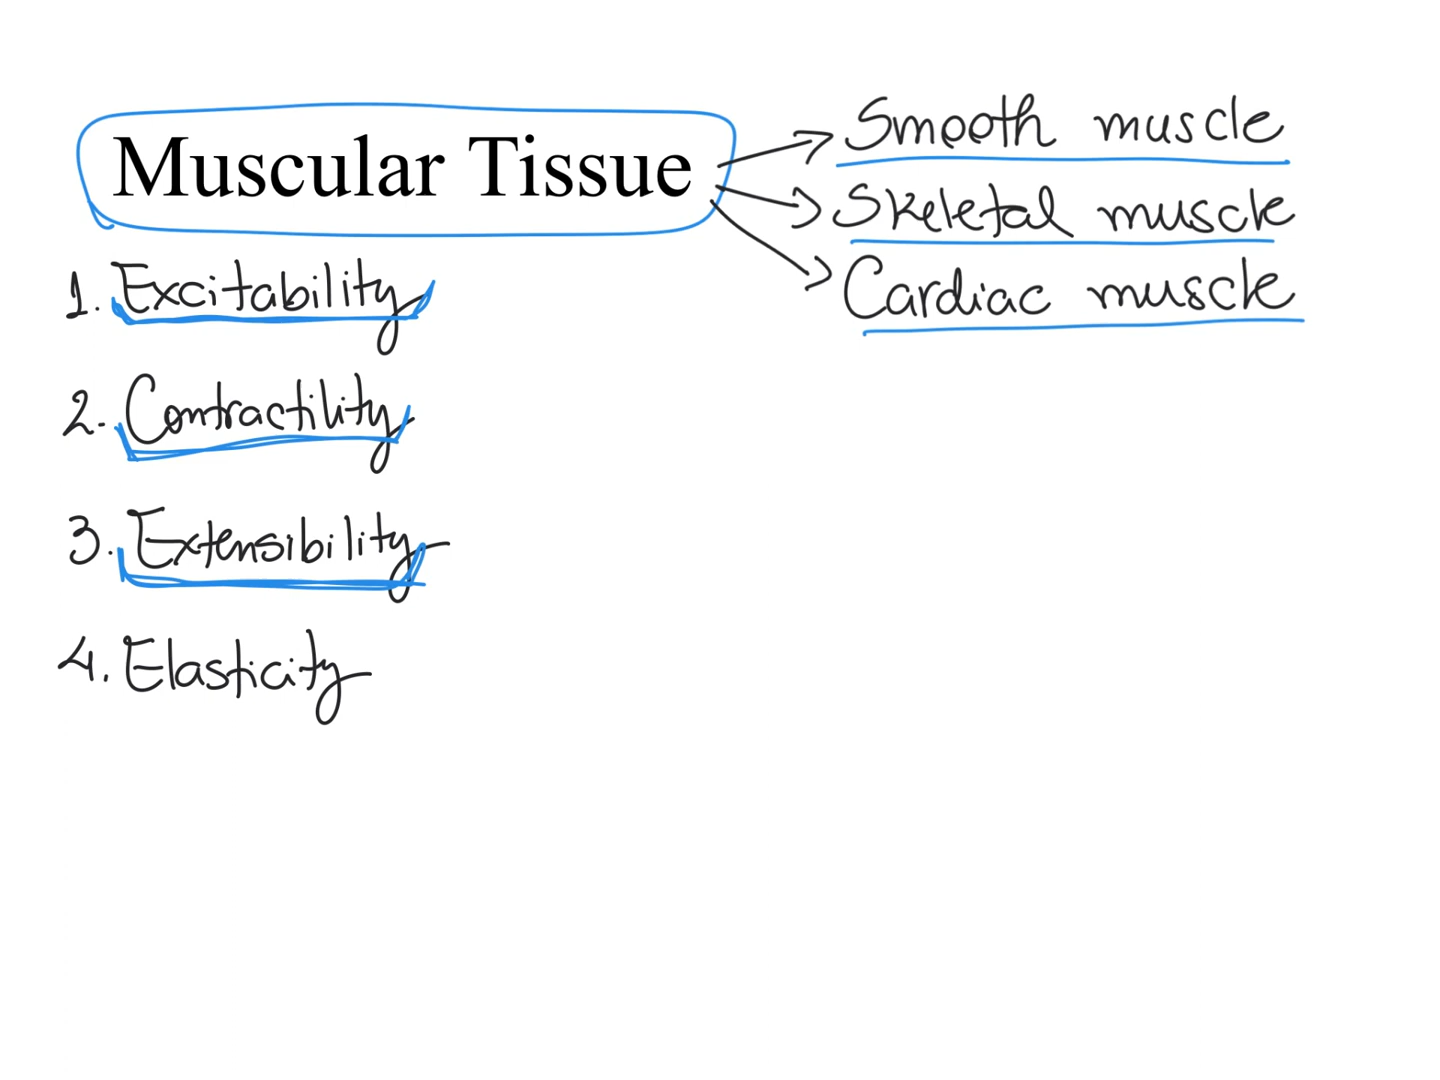 Muscular Tissue
Smooth muscle
Skeletal muscle
Cardiac muscle
1. Excitability
2. Contractility
3. Extensibility
4. Elasticity